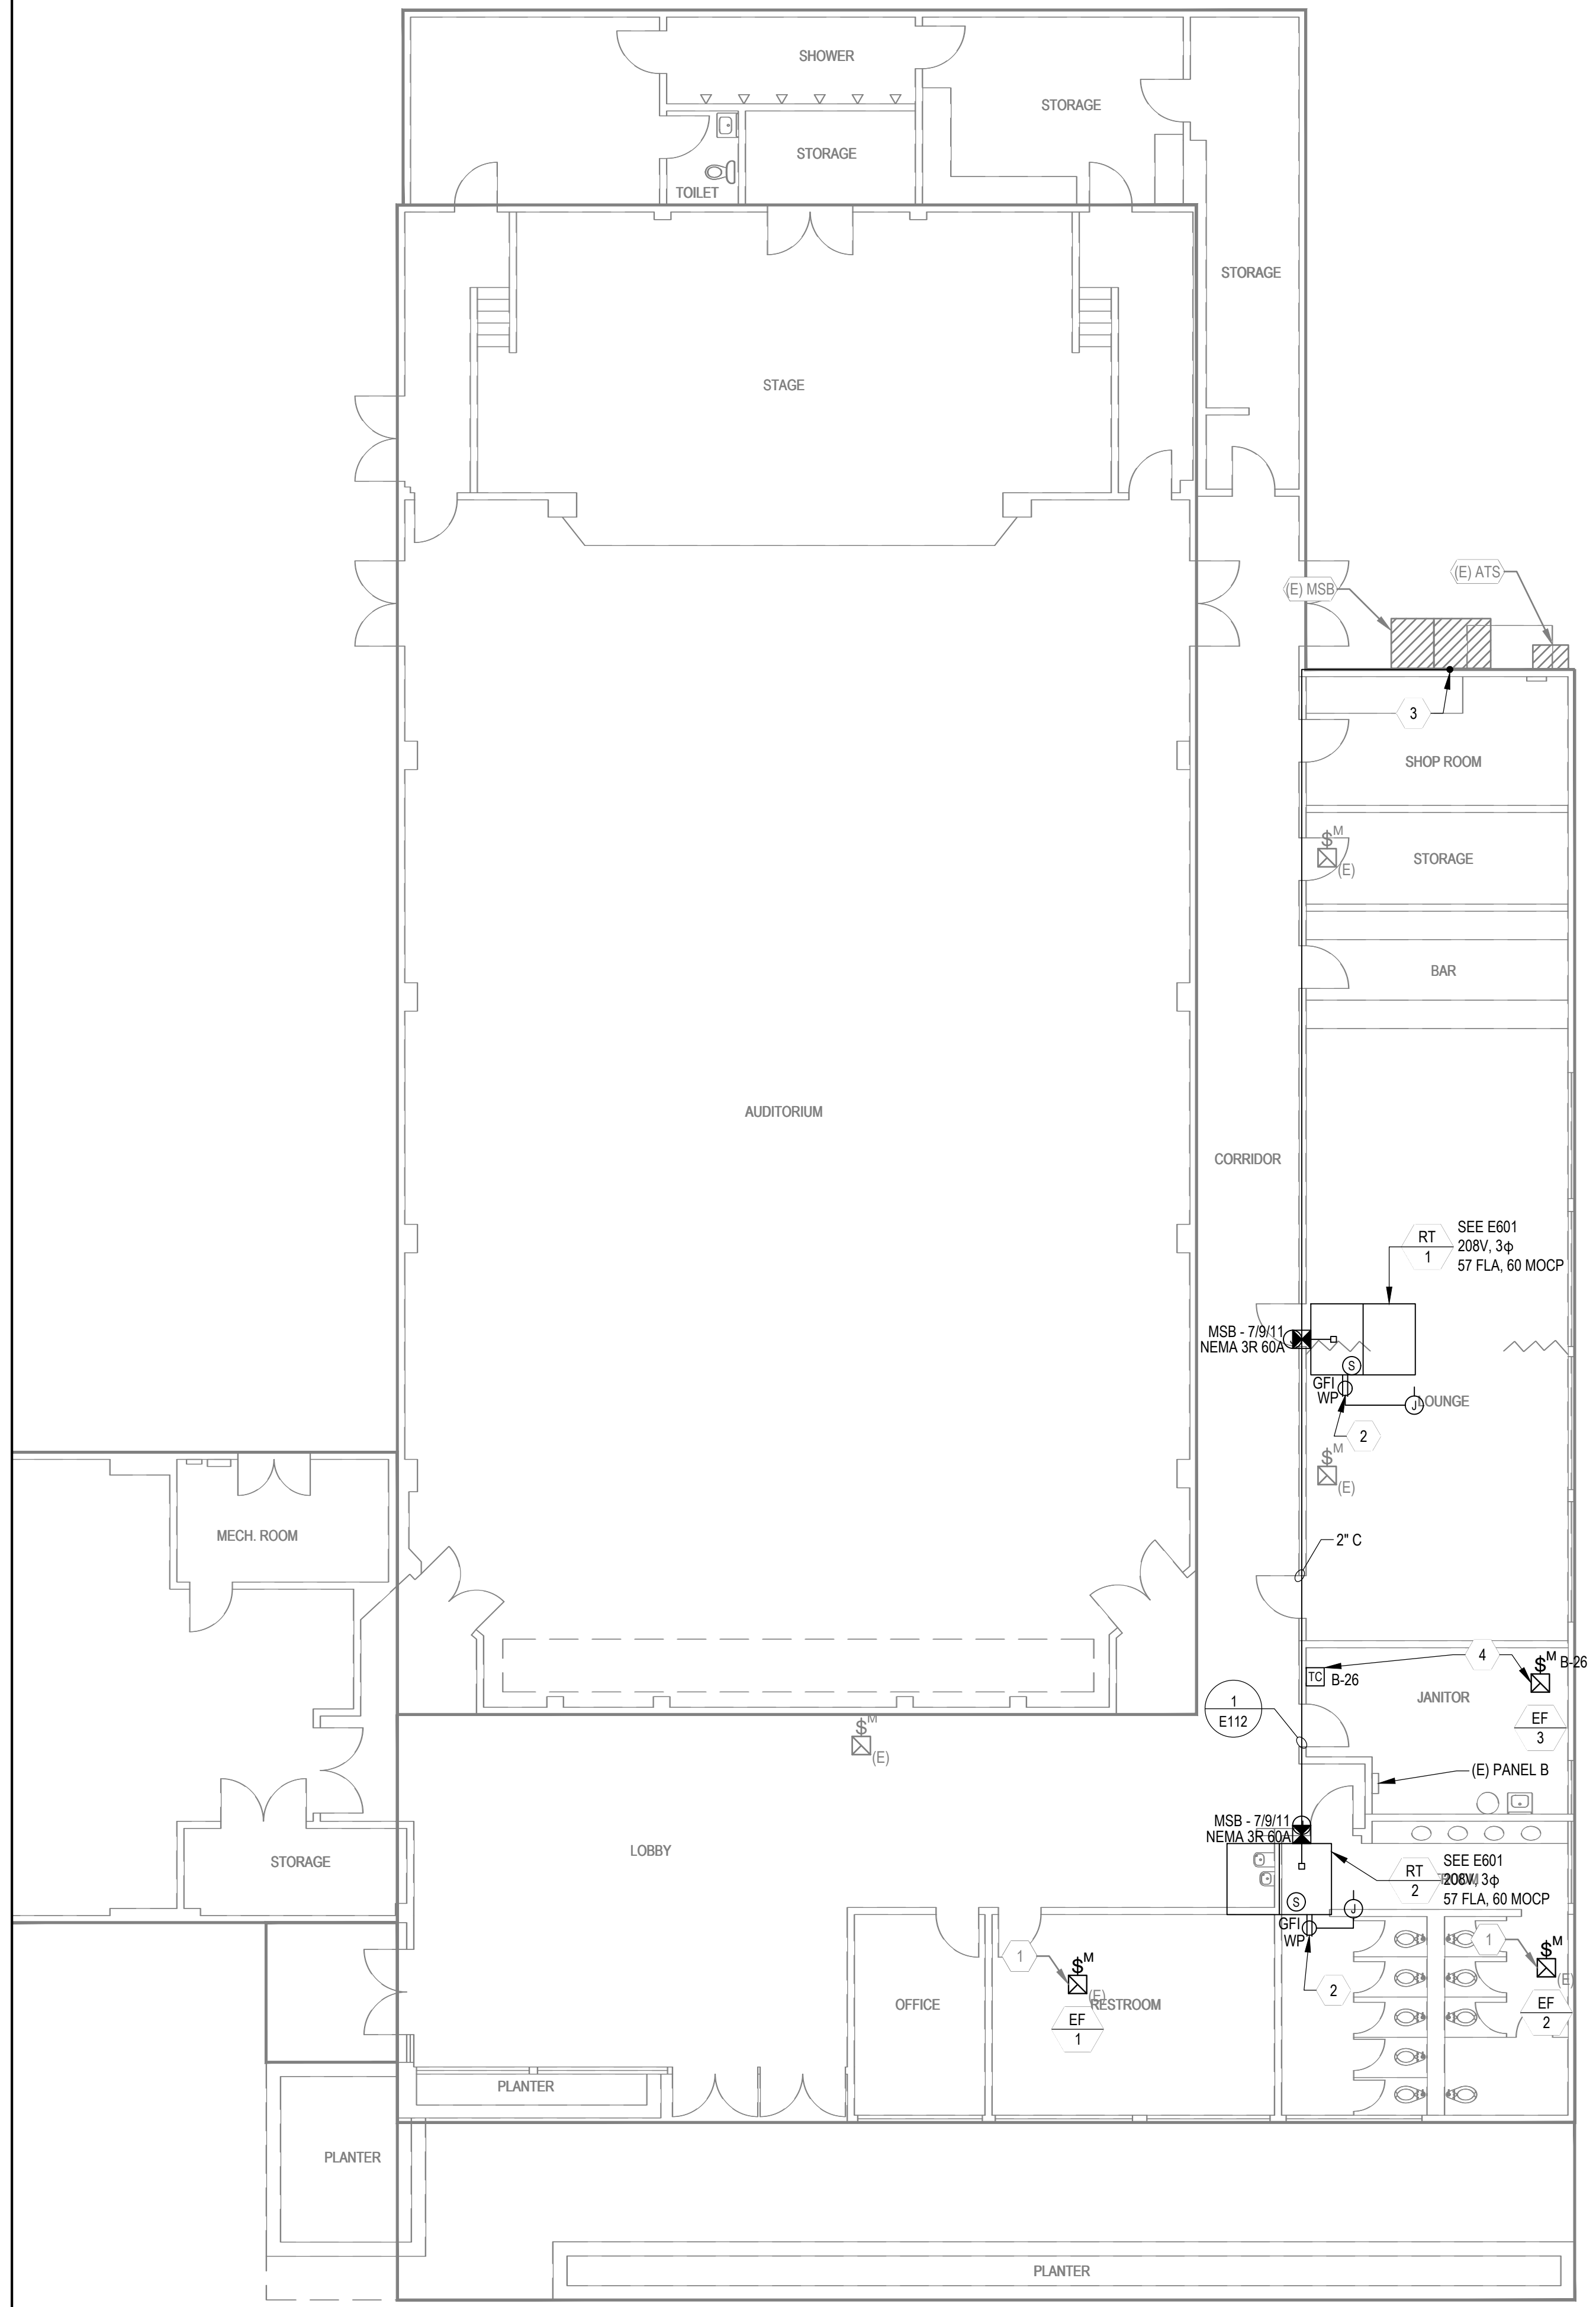 SHOWER
STORAGE
STORAGE
TOILET
STORAGE
STAGE
(E) MSB
(E) ATS
3
SHOP ROOM
$M
(E)
STORAGE
BAR
AUDITORIUM
CORRIDOR
RT
1
SEE E601
208V, 3ϕ
57 FLA, 60 MOCP
MSB - 7/9/11
NEMA 3R 60A
J
S
GFI
WP
J
LOUNGE
2
$M
(E)
MECH. ROOM
2" C
4
TC
B-26
$M
B-26
JANITOR
EF
3
1
E112
$M
(E)
(E) PANEL B
MSB - 7/9/11
NEMA 3R 60A
LOBBY
STORAGE
RT
2
SEE E601
208V, 3ϕ
57 FLA, 60 MOCP
S
J
GFI
WP
2
1
$M
(E)
EF
1
OFFICE
RESTROOM
1
$M
(E)
EF
2
PLANTER
PLANTER
PLANTER